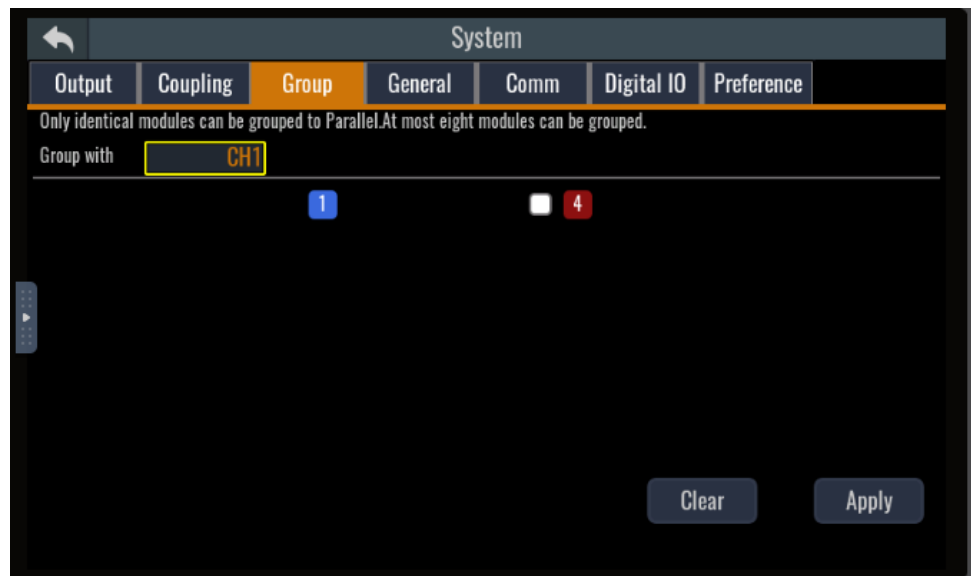 System
Output Coupling Group General Comm Digital IO Preference
Only identical modules can be grouped to Parallel.At most eight modules can be grouped.
Group with CH1
1 4
Clear Apply